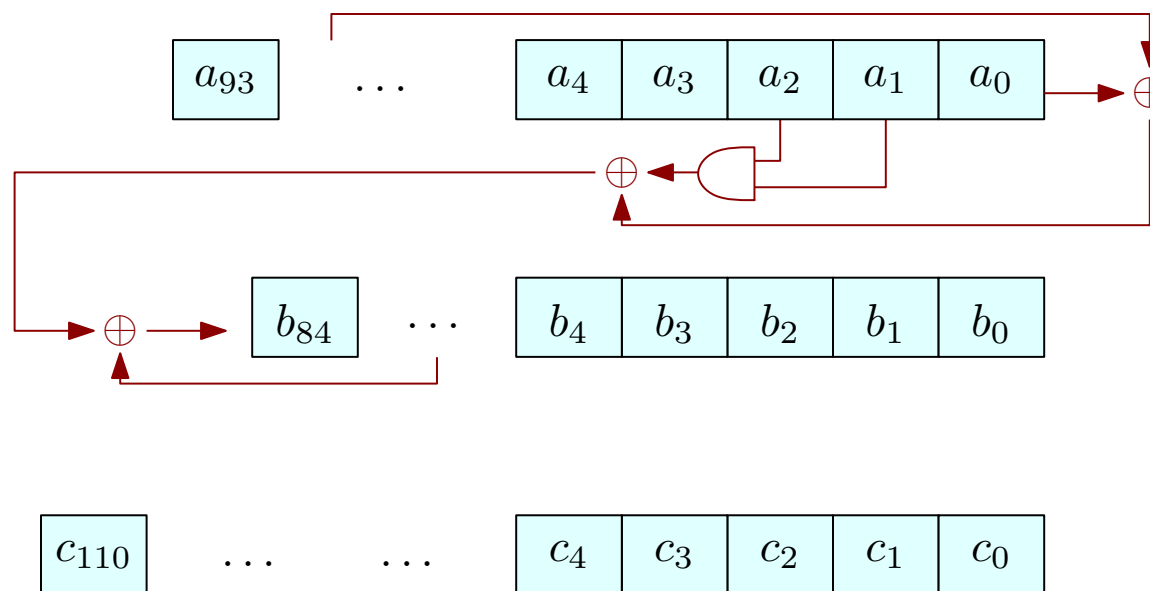 a₉₃ … a₄ a₃ a₂ a₁ a₀
b₈₄ … b₄ b₃ b₂ b₁ b₀
c₁₁₀ … … c₄ c₃ c₂ c₁ c₀